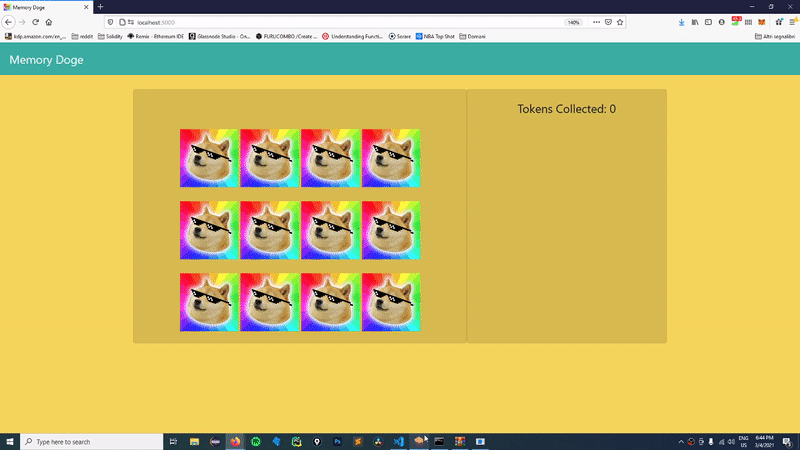 Memory Doge
localhost:3000
140%
kdp.amazon.com/en_... reddit Solidity Remix - Ethereum IDE Glassnode Studio - On... FURUCOMBO /Create ... Understanding Functi... Sorare NBA Top Shot Domani Altri segnalibri
Memory Doge
Tokens Collected: 0
Type here to search
ENG
US
6:44 PM
3/4/2021